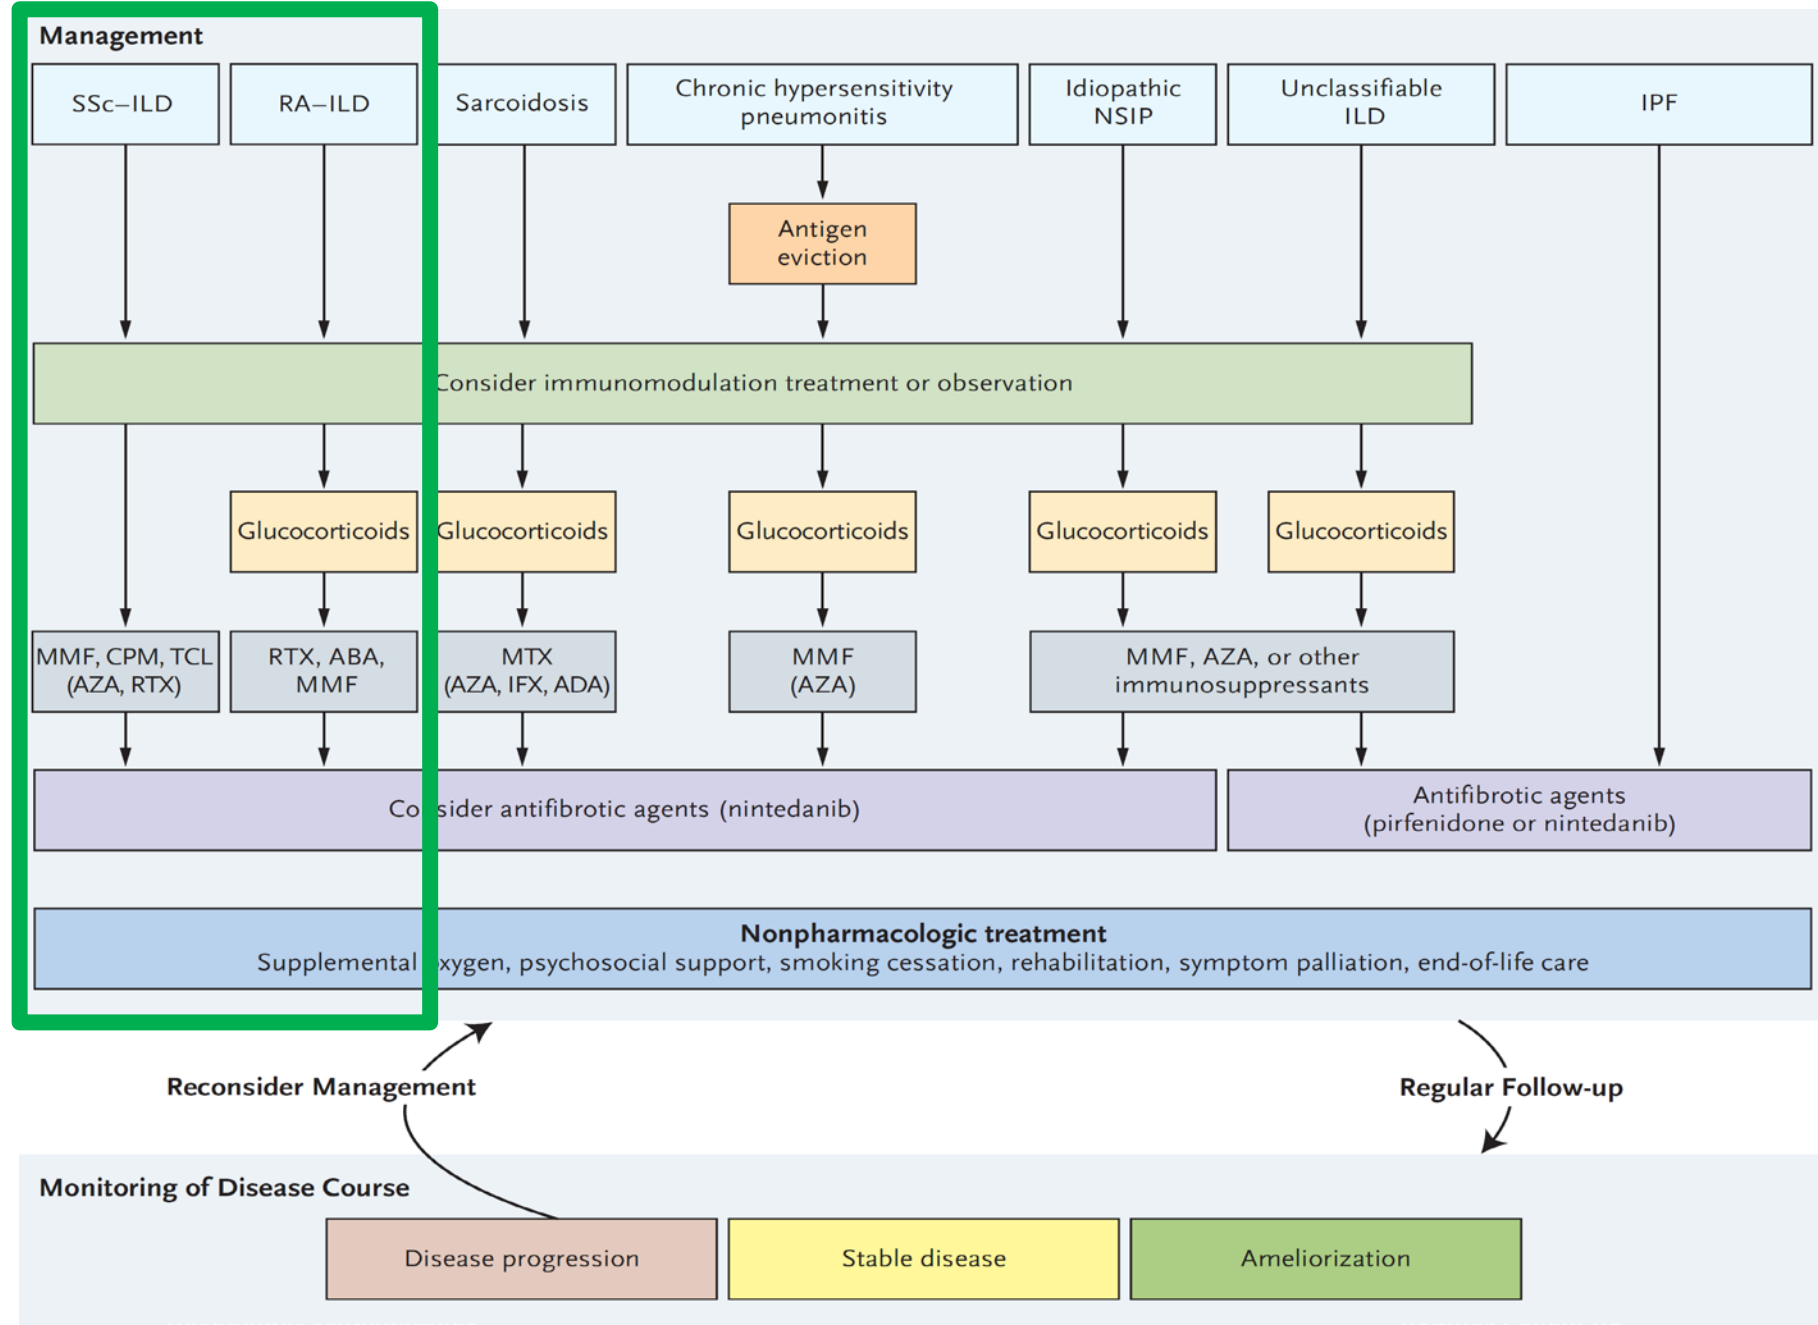 Management
SSc–ILD
RA–ILD
Sarcoidosis
Chronic hypersensitivity
pneumonitis
Idiopathic
NSIP
Unclassifiable
ILD
IPF
Antigen
eviction
Consider immunomodulation treatment or observation
Glucocorticoids
Glucocorticoids
Glucocorticoids
Glucocorticoids
Glucocorticoids
MMF, CPM, TCL
(AZA, RTX)
RTX, ABA,
MMF
MTX
(AZA, IFX, ADA)
MMF
(AZA)
MMF, AZA, or other
immunosuppressants
Consider antifibrotic agents (nintedanib)
Antifibrotic agents
(pirfenidone or nintedanib)
Nonpharmacologic treatment
Supplemental oxygen, psychosocial support, smoking cessation, rehabilitation, symptom palliation, end-of-life care
Reconsider Management
Regular Follow-up
Monitoring of Disease Course
Disease progression
Stable disease
Ameliorization